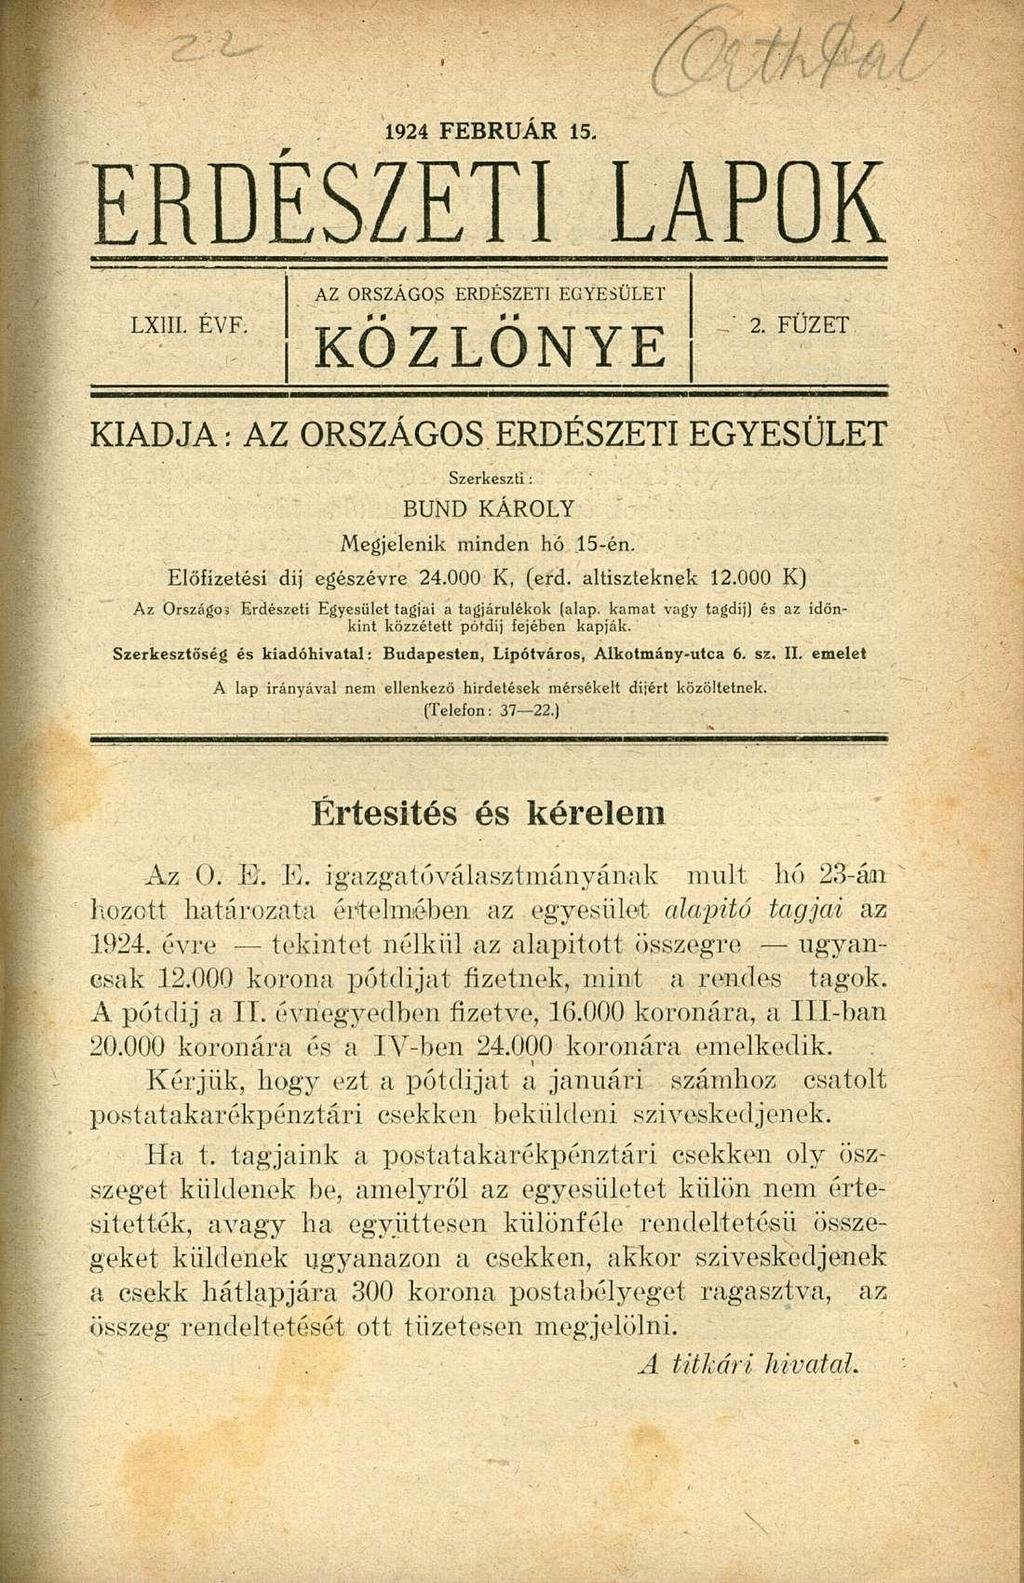 22 Orth Pál
1924 FEBRUÁR 15.
ERDÉSZETI LAPOK
LXIII. ÉVF.
AZ ORSZÁGOS ERDÉSZETI EGYESÜLET
KÖZLÖNYE
2. FÜZET
KIADJA: AZ ORSZÁGOS ERDÉSZETI EGYESÜLET
Szerkeszti:
BUND KÁROLY
Megjelenik minden hó 15-én.
Előfizetési dij egészévre 24.000 K, (erd. altiszteknek 12.000 K)
Az Országos Erdészeti Egyesület tagjai a tagjárulékok (alap. kamat vagy tagdij) és az időn-
kint közzétett pótdij fejében kapják.
Szerkesztőség és kiadóhivatal: Budapesten, Lipótváros, Alkotmány-utca 6. sz. II. emelet
A lap irányával nem ellenkező hirdetések mérsékelt dijért közöltetnek.
(Telefon: 37—22.)
Értesités és kérelem
Az O. E. E. igazgatóválasztmányának mult hó 23-án
hozott határozata értelmében az egyesület alapitó tagjai az
1924. évre — tekintet nélkül az alapitott összegre — ugyan-
csak 12.000 korona pótdijat fizetnek, mint a rendes tagok.
A pótdij a II. évnegyedben fizetve, 16.000 koronára, a III-ban
20.000 koronára és a IV-ben 24.000 koronára emelkedik.
Kérjük, hogy ezt a pótdijat a januári számhoz csatolt
postatakarékpénztári csekken beküldeni sziveskedjenek.
Ha t. tagjaink a postatakarékpénztári csekken oly ösz-
szeget küldenek be, amelyről az egyesületet külön nem érte-
sitették, avagy ha együttesen különféle rendeltetésü össze-
geket küldenek ugyanazon a csekken, akkor sziveskedjenek
a csekk hátlapjára 300 korona postabélyeget ragasztva, az
összeg rendeltetését ott tüzetesen megjelölni.
A titkári hivatal.